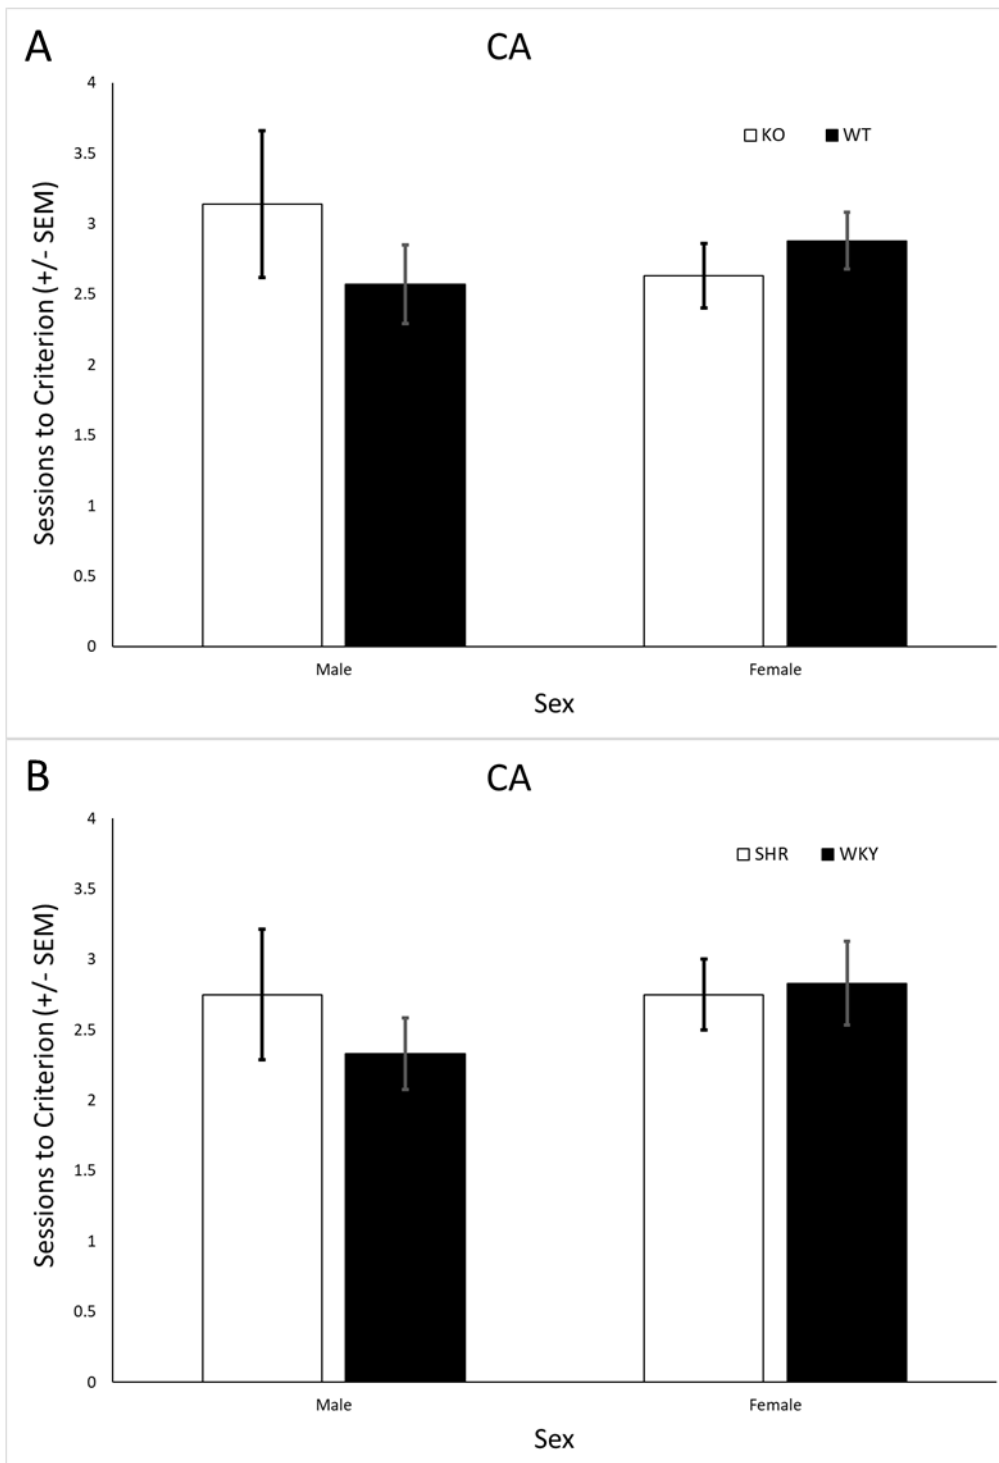 A
CA
KO
WT
Sessions to Criterion (+/- SEM)
4
3.5
3
2.5
2
1.5
1
0.5
0
Male
Female
Sex
B
CA
SHR
WKY
Sessions to Criterion (+/- SEM)
4
3.5
3
2.5
2
1.5
1
0.5
0
Male
Female
Sex